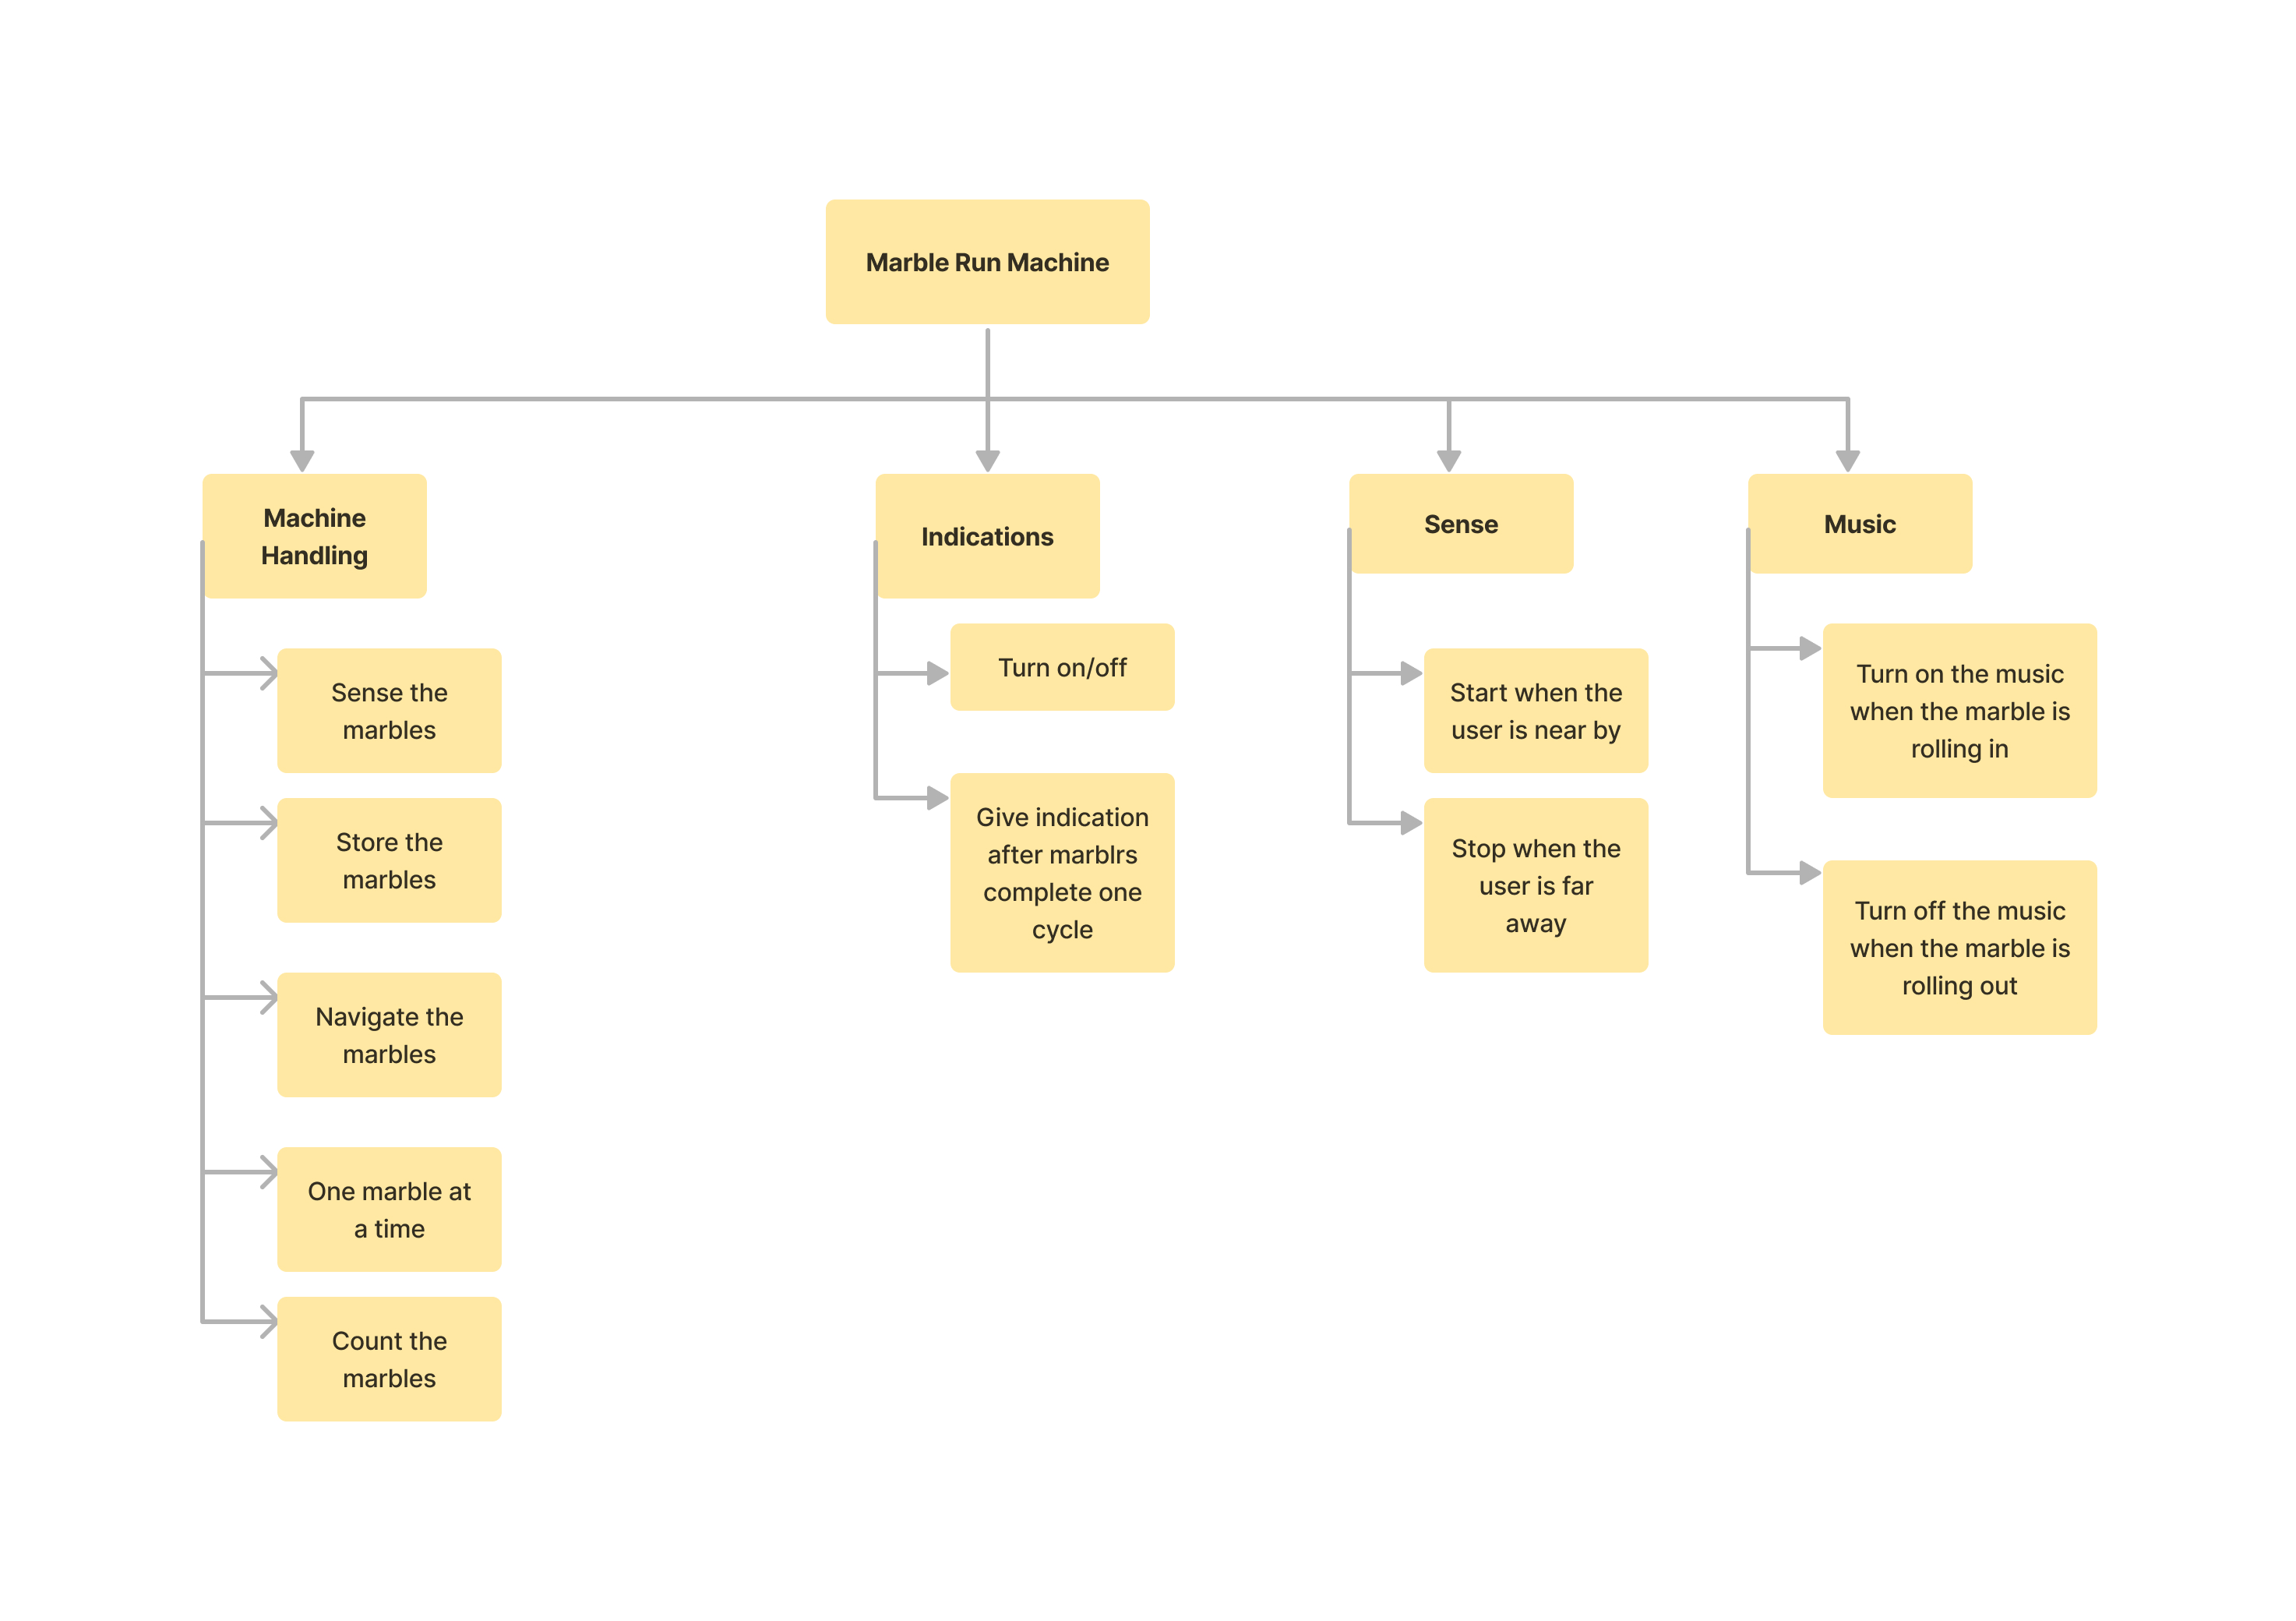 Marble Run Machine
Machine
Handling
Sense the
marbles
Store the
marbles
Navigate the
marbles
One marble at
a time
Count the
marbles
Indications
Turn on/off
Give indication
after marblrs
complete one
cycle
Sense
Start when the
user is near by
Stop when the
user is far
away
Music
Turn on the music
when the marble is
rolling in
Turn off the music
when the marble is
rolling out